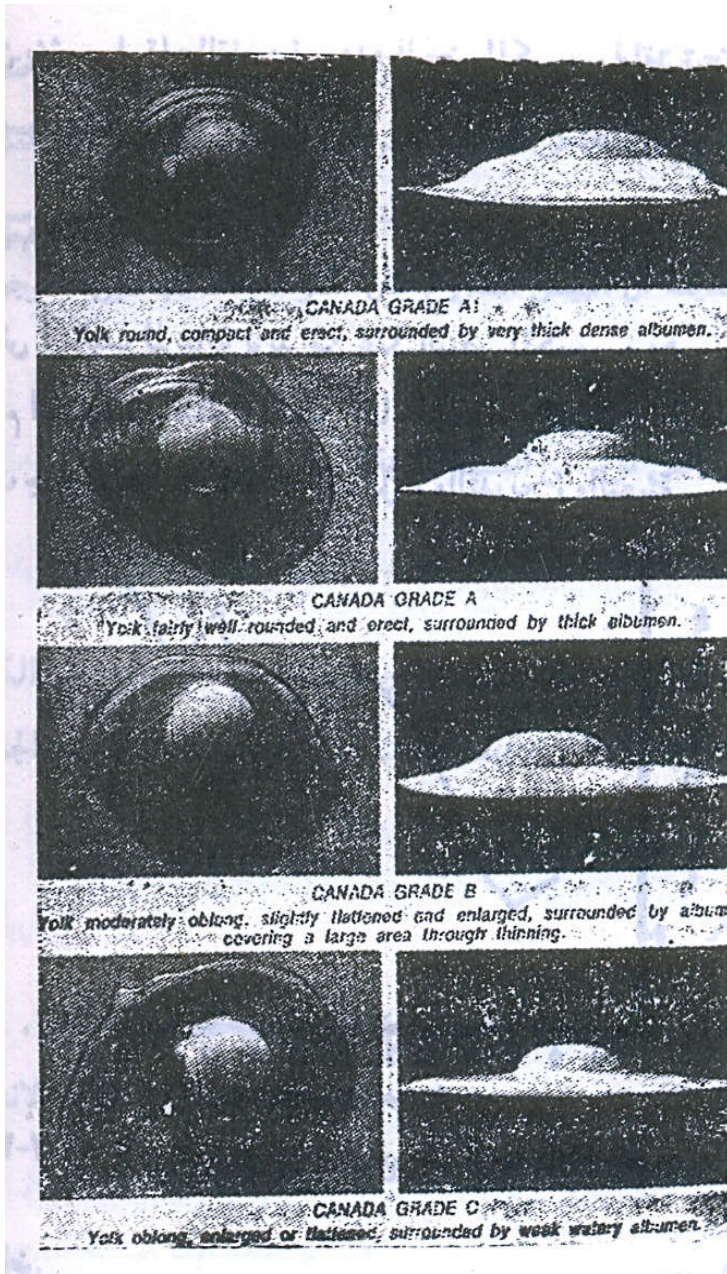 CANADA GRADE A1
Yolk round, compact and erect, surrounded by very thick dense albumen.
CANADA GRADE A
Yolk fairly well rounded and erect, surrounded by thick albumen.
CANADA GRADE B
Yolk moderately oblong, slightly flattened and enlarged, surrounded by album
covering a large area through thinning.
CANADA GRADE C
Yolk oblong, enlarged or flattened, surrounded by weak watery albumen.